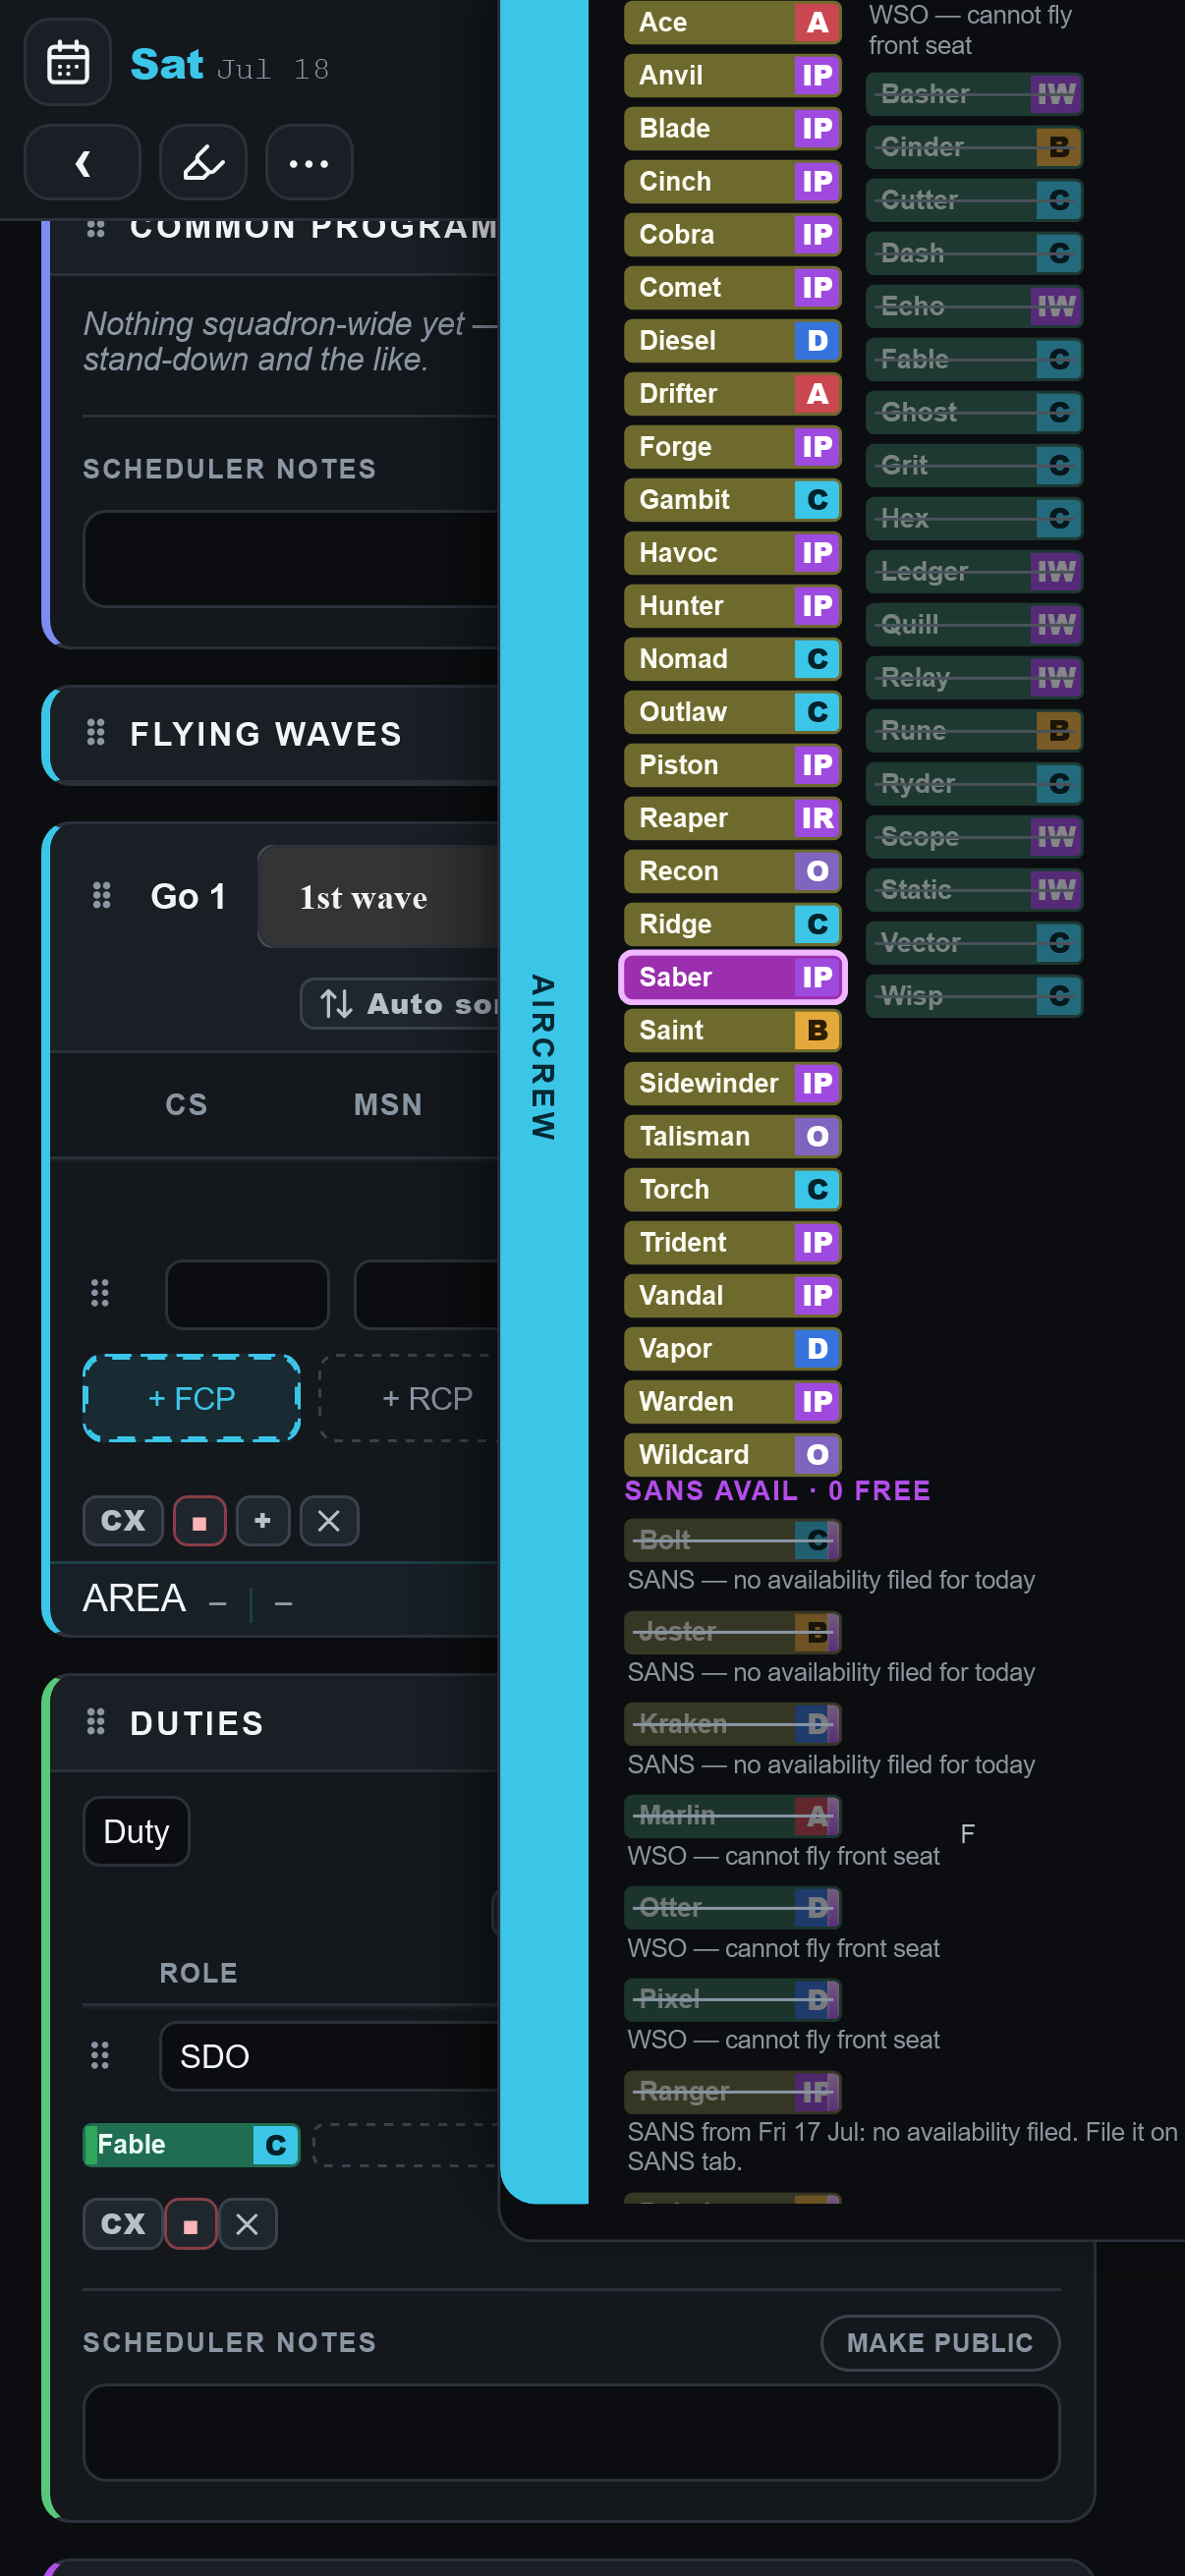 Sat Jul 18
COMMON PROGRAM
Nothing squadron-wide yet —
stand-down and the like.
SCHEDULER NOTES
FLYING WAVES
Go 1
1st wave
Auto
CS
MSN
+ FCP
+ RCP
CX
+
AREA – | –
DUTIES
Duty
ROLE
SDO
Fable C
CX
SCHEDULER NOTES
MAKE PUBLIC
AIRCREW
Ace A
Anvil IP
Blade IP
Cinch IP
Cobra IP
Comet IP
Diesel D
Drifter A
Forge IP
Gambit C
Havoc IP
Hunter IP
Nomad C
Outlaw C
Piston IP
Reaper IR
Recon O
Ridge C
Saber IP
Saint B
Sidewinder IP
Talisman O
Torch C
Trident IP
Vandal IP
Vapor D
Warden IP
Wildcard O
WSO — cannot fly
front seat
Basher IW
Cinder B
Cutter C
Dash C
Echo IW
Fable C
Ghost C
Grit C
Hex C
Ledger IW
Quill IW
Relay IW
Rune B
Ryder C
Scope IW
Static IW
Vector C
Wisp C
SANS AVAIL · 0 FREE
Bolt C
SANS — no availability filed for today
Jester B
SANS — no availability filed for today
Kraken D
SANS — no availability filed for today
Marlin A
WSO — cannot fly front seat
F
Otter D
WSO — cannot fly front seat
Pixel D
WSO — cannot fly front seat
Ranger IP
SANS from Fri 17 Jul: no availability filed. File it on
SANS tab.